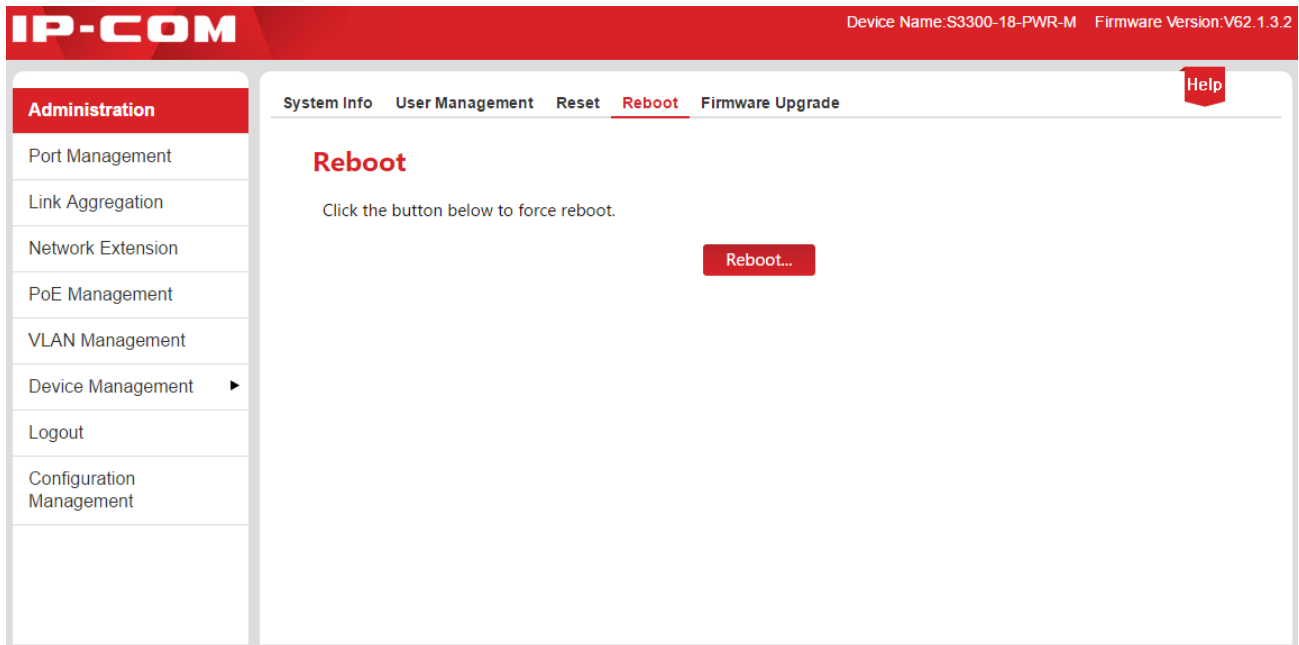 IP-COM
Device Name:S3300-18-PWR-M Firmware Version:V62.1.3.2
Help
Administration
Port Management
Link Aggregation
Network Extension
PoE Management
VLAN Management
Device Management
Logout
Configuration
Management
System Info User Management Reset Reboot Firmware Upgrade
Reboot
Click the button below to force reboot.
Reboot...